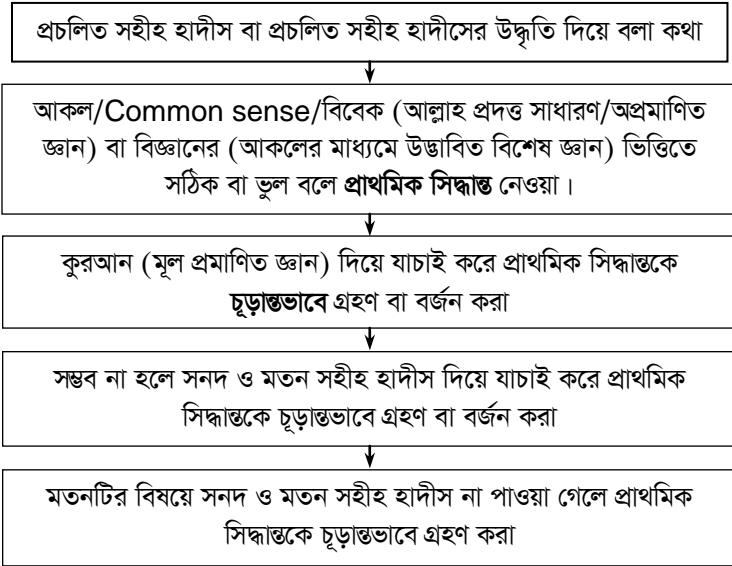 প্রচলিত সহীহ হাদীস বা প্রচলিত সহীহ হাদীসের উদ্ধৃতি দিয়ে বলা কথা
আকল/Common sense/বিবেক (আল্লাহ প্রদত্ত সাধারণ/অপ্রমাণিত
জ্ঞান) বা বিজ্ঞানের (আকলের মাধ্যমে উদ্ভাবিত বিশেষ জ্ঞান) ভিত্তিতে
সঠিক বা ভুল বলে প্রাথমিক সিদ্ধান্ত নেওয়া।
কুরআন (মূল প্রমাণিত জ্ঞান) দিয়ে যাচাই করে প্রাথমিক সিদ্ধান্তকে
চূড়ান্তভাবে গ্রহণ বা বর্জন করা
সম্ভব না হলে সনদ ও মতন সহীহ হাদীস দিয়ে যাচাই করে প্রাথমিক
সিদ্ধান্তকে চূড়ান্তভাবে গ্রহণ বা বর্জন করা
মতনটির বিষয়ে সনদ ও মতন সহীহ হাদীস না পাওয়া গেলে প্রাথমিক
সিদ্ধান্তকে চূড়ান্তভাবে গ্রহণ করা